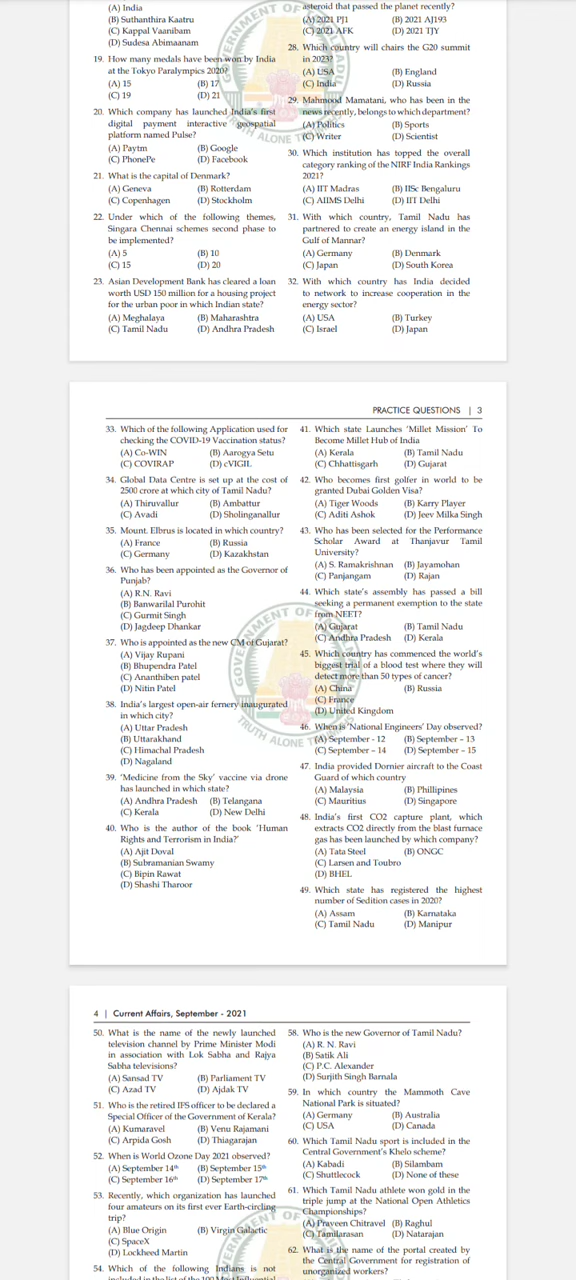 (A) India
(B) Suthanthira Kaatru
(C) Kappal Vaanibam
(D) Sudesa Abimaanam
19. How many medals have been won by India
at the Tokyo Paralympics 2020?
(A) 15 (B) 17
(C) 19 (D) 21
20. Which company has launched India's first
digital payment interactive geospatial
platform named Pulse?
(A) Paytm (B) Google
(C) PhonePe (D) Facebook
21. What is the capital of Denmark?
(A) Geneva (B) Rotterdam
(C) Copenhagen (D) Stockholm
22. Under which of the following themes,
Singara Chennai schemes second phase to
be implemented?
(A) 5 (B) 10
(C) 15 (D) 20
23. Asian Development Bank has cleared a loan
worth USD 150 million for a housing project
for the urban poor in which Indian state?
(A) Meghalaya (B) Maharashtra
(C) Tamil Nadu (D) Andhra Pradesh
asteroid that passed the planet recently?
(A) 2021 PJ1 (B) 2021 AJ193
(C) 2021 AFK (D) 2021 TJY
28. Which country will chairs the G20 summit
in 2023?
(A) USA (B) England
(C) India (D) Russia
29. Mahmood Mamatani, who has been in the
news recently, belongs to which department?
(A) Politics (B) Sports
(C) Writer (D) Scientist
30. Which institution has topped the overall
category ranking of the NIRF India Rankings
2021?
(A) IIT Madras (B) IISc Bengaluru
(C) AIIMS Delhi (D) IIT Delhi
31. With which country, Tamil Nadu has
partnered to create an energy island in the
Gulf of Mannar?
(A) Germany (B) Denmark
(C) Japan (D) South Korea
32. With which country has India decided
to network to increase cooperation in the
energy sector?
(A) USA (B) Turkey
(C) Israel (D) Japan
PRACTICE QUESTIONS | 3
33. Which of the following Application used for
checking the COVID-19 Vaccination status?
(A) Co-WIN (B) Aarogya Setu
(C) COVIRAP (D) cVIGIL
34. Global Data Centre is set up at the cost of
2500 crore at which city of Tamil Nadu?
(A) Thiruvallur (B) Ambattur
(C) Avadi (D) Sholinganallur
35. Mount. Elbrus is located in which country?
(A) France (B) Russia
(C) Germany (D) Kazakhstan
36. Who has been appointed as the Governor of
Punjab?
(A) R.N. Ravi
(B) Banwarilal Purohit
(C) Gurmit Singh
(D) Jagdeep Dhankar
37. Who is appointed as the new CM of Gujarat?
(A) Vijay Rupani
(B) Bhupendra Patel
(C) Ananthiben patel
(D) Nitin Patel
38. India's largest open-air fernery inaugurated
in which city?
(A) Uttar Pradesh
(B) Uttarakhand
(C) Himachal Pradesh
(D) Nagaland
39. 'Medicine from the Sky' vaccine via drone
has launched in which state?
(A) Andhra Pradesh (B) Telangana
(C) Kerala (D) New Delhi
40. Who is the author of the book 'Human
Rights and Terrorism in India?'
(A) Ajit Doval
(B) Subramanian Swamy
(C) Bipin Rawat
(D) Shashi Tharoor
41. Which state Launches 'Millet Mission' To
Become Millet Hub of India
(A) Kerala (B) Tamil Nadu
(C) Chhattisgarh (D) Gujarat
42. Who becomes first golfer in world to be
granted Dubai Golden Visa?
(A) Tiger Woods (B) Karry Player
(C) Aditi Ashok (D) Jeev Milka Singh
43. Who has been selected for the Performance
Scholar Award at Thanjavur Tamil
University?
(A) S. Ramakrishnan (B) Jayamohan
(C) Panjangam (D) Rajan
44. Which state's assembly has passed a bill
seeking a permanent exemption to the state
from NEET?
(A) Gujarat (B) Tamil Nadu
(C) Andhra Pradesh (D) Kerala
45. Which country has commenced the world's
biggest trial of a blood test where they will
detect more than 50 types of cancer?
(A) China (B) Russia
(C) France
(D) United Kingdom
46. When is 'National Engineers' Day observed?
(A) September - 12 (B) September - 13
(C) September - 14 (D) September - 15
47. India provided Dornier aircraft to the Coast
Guard of which country
(A) Malaysia (B) Phillipines
(C) Mauritius (D) Singapore
48. India's first CO2 capture plant, which
extracts CO2 directly from the blast furnace
gas has been launched by which company?
(A) Tata Steel (B) ONGC
(C) Larsen and Toubro
(D) BHEL
49. Which state has registered the highest
number of Sedition cases in 2020?
(A) Assam (B) Karnataka
(C) Tamil Nadu (D) Manipur
4 | Current Affairs, September - 2021
50. What is the name of the newly launched
television channel by Prime Minister Modi
in association with Lok Sabha and Rajya
Sabha televisions?
(A) Sansad TV (B) Parliament TV
(C) Azad TV (D) Ajdak TV
51. Who is the retired IFS officer to be declared a
Special Officer of the Government of Kerala?
(A) Kumaravel (B) Venu Rajamani
(C) Arpida Gosh (D) Thiagarajan
52. When is World Ozone Day 2021 observed?
(A) September 14th (B) September 15th
(C) September 16th (D) September 17th
53. Recently, which organization has launched
four amateurs on its first ever Earth-circling
trip?
(A) Blue Origin (B) Virgin Galactic
(C) SpaceX
(D) Lockheed Martin
54. Which of the following Indians is not
included in the list of the 100 Most Influential
58. Who is the new Governor of Tamil Nadu?
(A) R. N. Ravi
(B) Satik Ali
(C) P.C. Alexander
(D) Surjith Singh Barnala
59. In which country the Mammoth Cave
National Park is situated?
(A) Germany (B) Australia
(C) USA (D) Canada
60. Which Tamil Nadu sport is included in the
Central Government's Khelo scheme?
(A) Kabadi (B) Silambam
(C) Shuttlecock (D) None of these
61. Which Tamil Nadu athlete won gold in the
triple jump at the National Open Athletics
Championships?
(A) Praveen Chitravel (B) Raghul
(C) Tamilarasan (D) Natarajan
62. What is the name of the portal created by
the Central Government for registration of
unorganized workers?